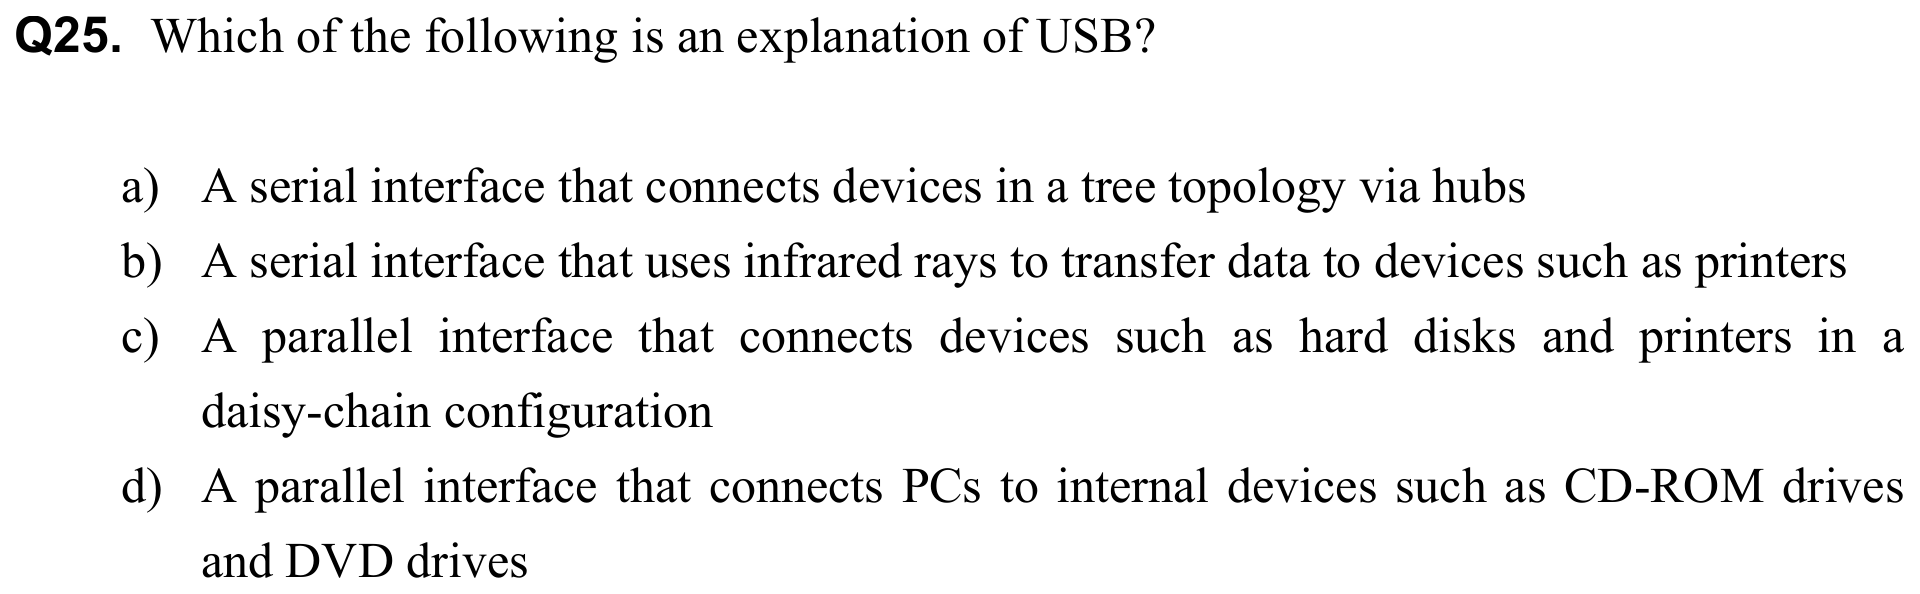 Q25. Which of the following is an explanation of USB?
a) A serial interface that connects devices in a tree topology via hubs
b) A serial interface that uses infrared rays to transfer data to devices such as printers
c) A parallel interface that connects devices such as hard disks and printers in a
daisy-chain configuration
d) A parallel interface that connects PCs to internal devices such as CD-ROM drives
and DVD drives